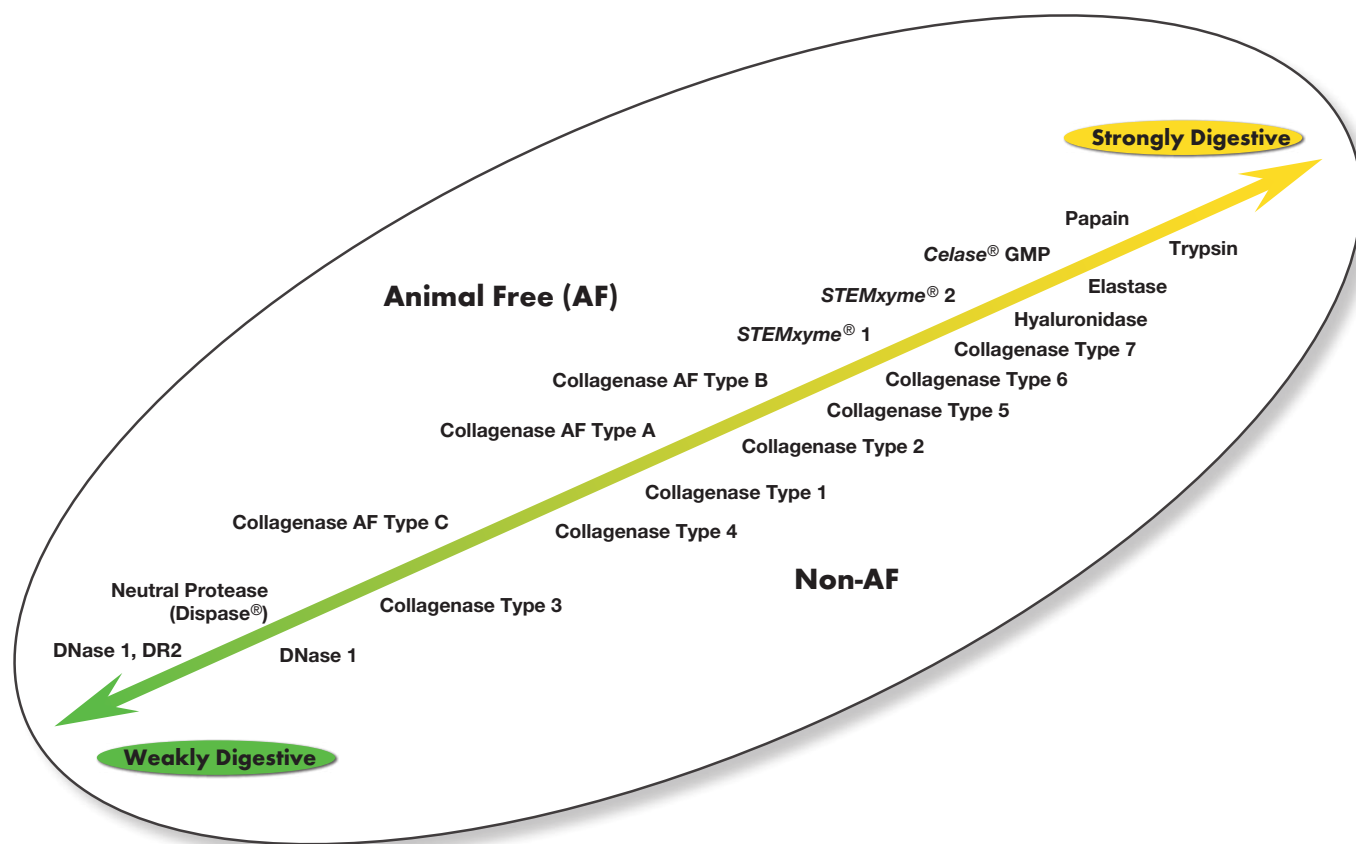 Strongly Digestive
Papain
Trypsin
Celase® GMP
Elastase
Animal Free (AF)
STEMxyme® 2
Hyaluronidase
STEMxyme® 1
Collagenase Type 7
Collagenase AF Type B
Collagenase Type 6
Collagenase Type 5
Collagenase AF Type A
Collagenase Type 2
Collagenase Type 1
Collagenase AF Type C
Collagenase Type 4
Non-AF
Neutral Protease
(Dispase®)
Collagenase Type 3
DNase 1, DR2
DNase 1
Weakly Digestive